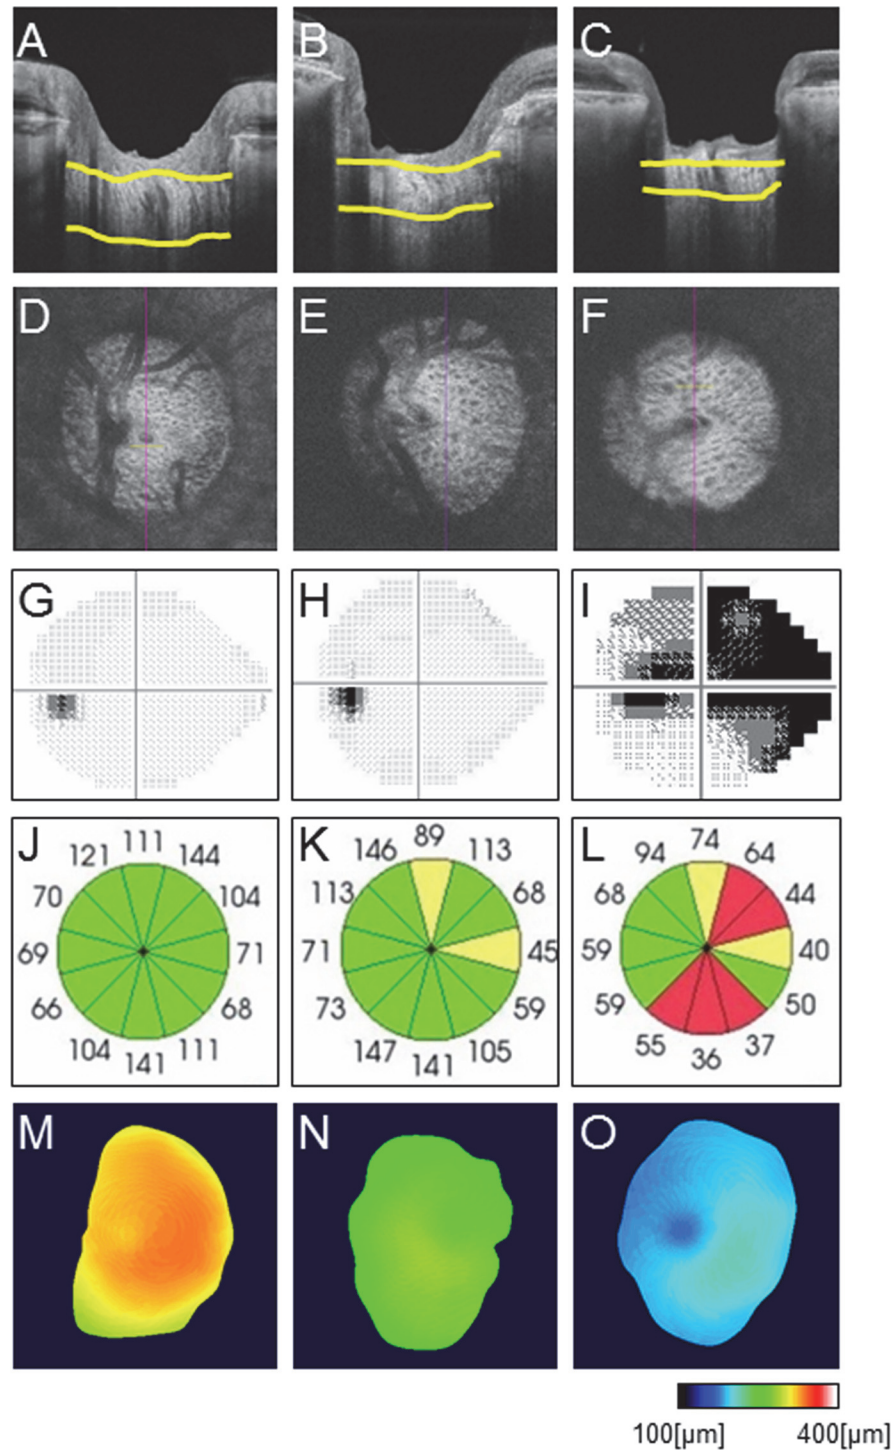 A B C
D E F
G H I
J K L
111 89 74
121 144 146 113 94 64
70 104 113 68 68 44
69 71 71 45 59 40
66 68 73 59 59 50
104 111 147 105 55 37
141 141 36
M N O
100[µm] 400[µm]